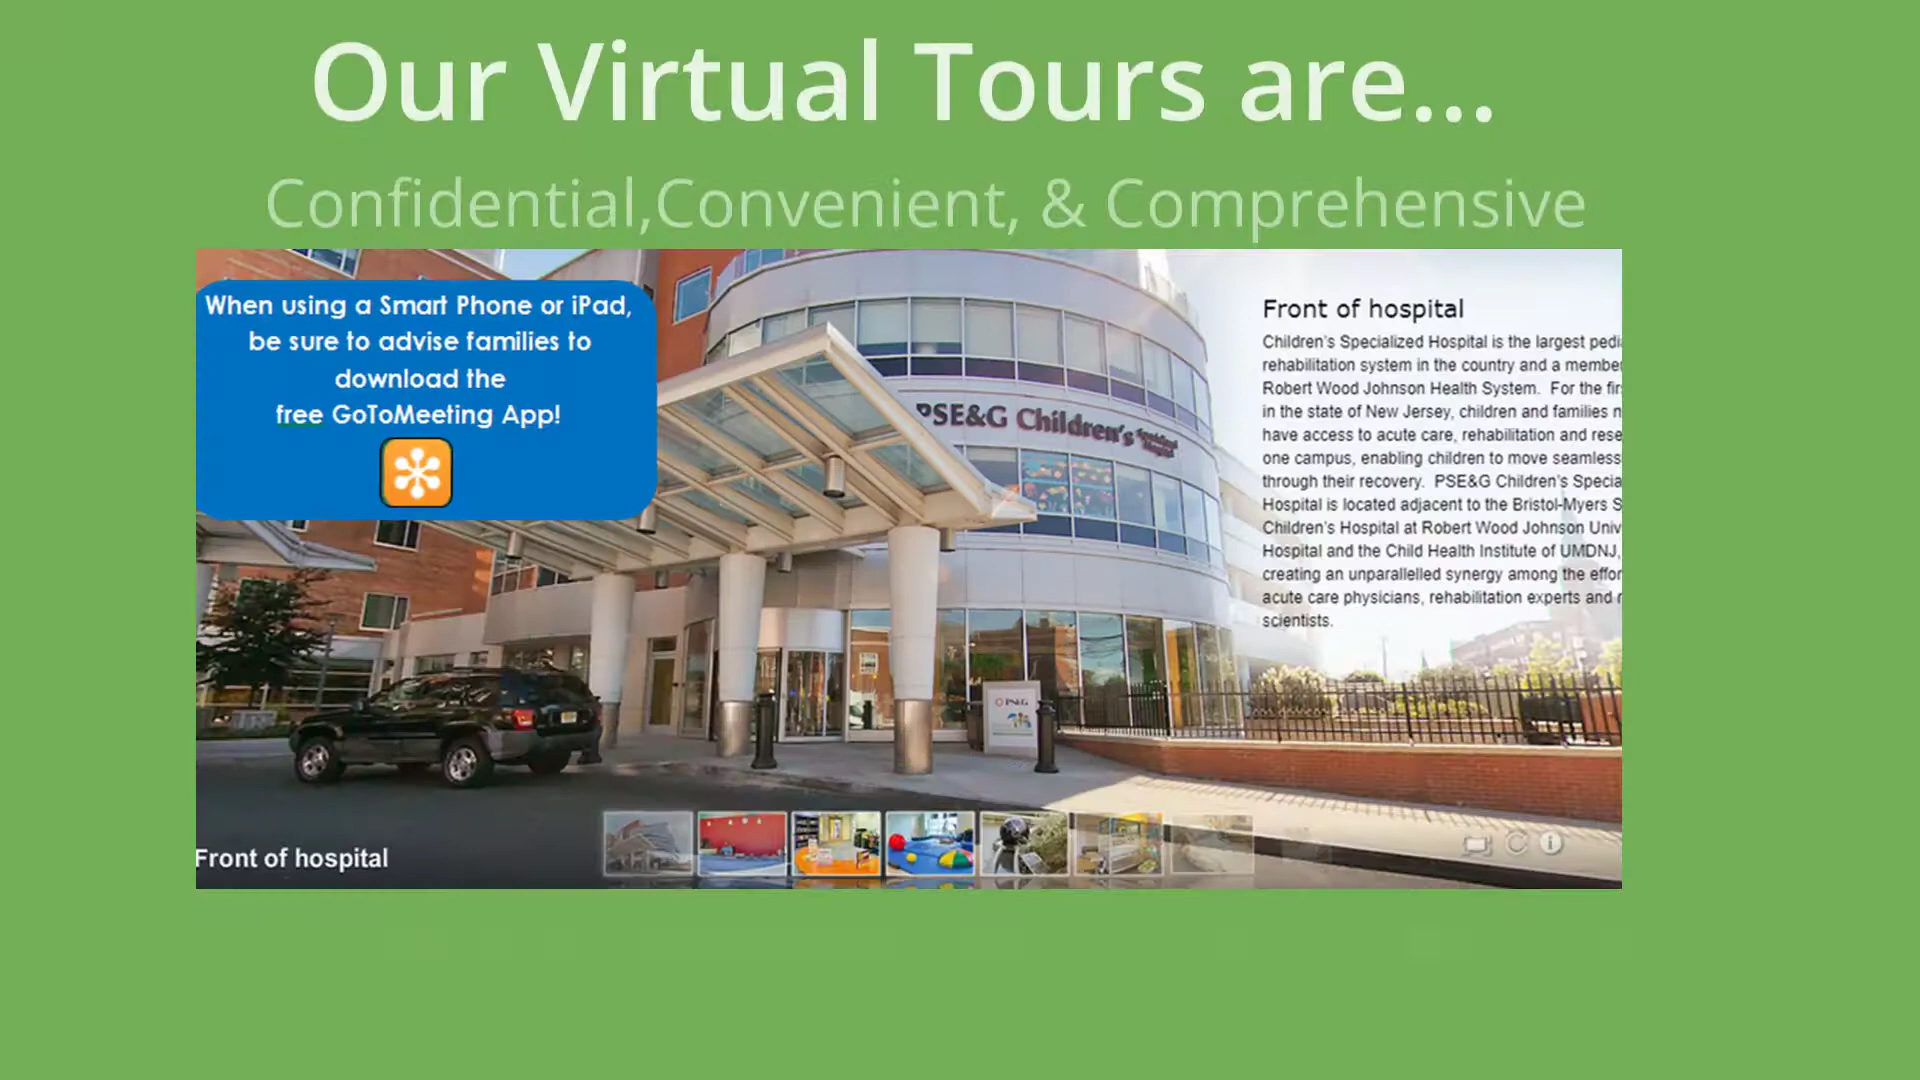 Our Virtual Tours are...
Confidential,Convenient, & Comprehensive
When using a Smart Phone or iPad,
be sure to advise families to
download the
free GoToMeeting App!
PSE&G Children's Specialized
Hospital
Front of hospital
Children's Specialized Hospital is the largest pedi
rehabilitation system in the country and a member
Robert Wood Johnson Health System. For the fir
in the state of New Jersey, children and families n
have access to acute care, rehabilitation and rese
one campus, enabling children to move seamless
through their recovery. PSE&G Children's Specia
Hospital is located adjacent to the Bristol-Myers S
Children's Hospital at Robert Wood Johnson Univ
Hospital and the Child Health Institute of UMDNJ,
creating an unparallelled synergy among the effor
acute care physicians, rehabilitation experts and r
scientists.
PSEG
Front of hospital